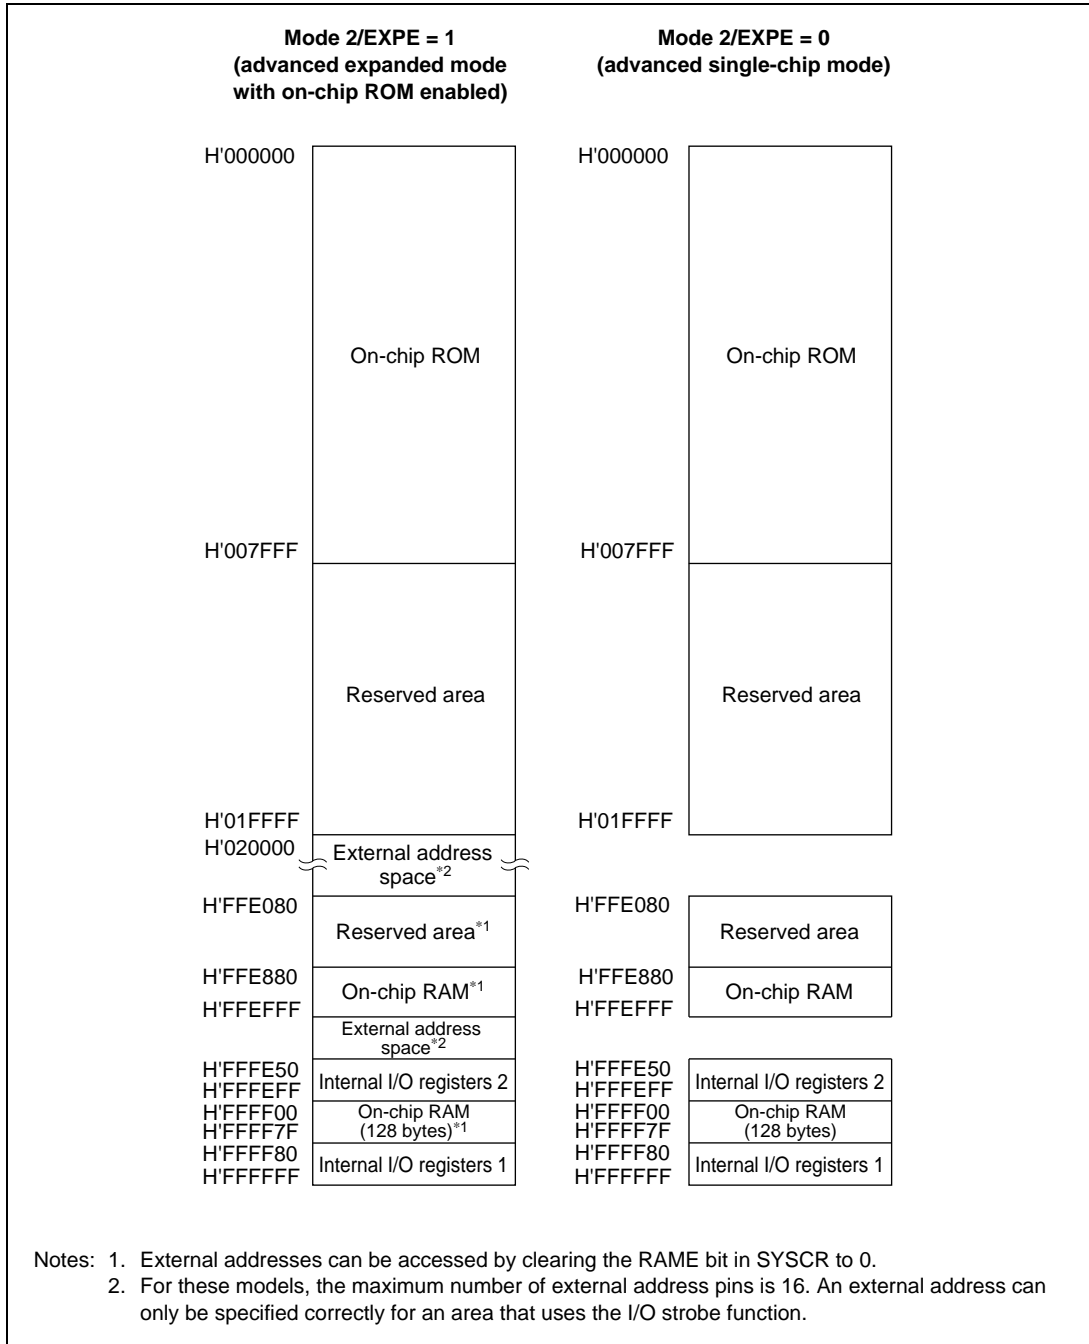 Mode 2/EXPE = 1
(advanced expanded mode
with on-chip ROM enabled)
H'000000
On-chip ROM
H'007FFF
Reserved area
H'01FFFF
H'020000
External address
space*2
H'FFE080
Reserved area*1
H'FFE880
On-chip RAM*1
H'FFEFFF
External address
space*2
H'FFFE50
Internal I/O registers 2
H'FFFEFF
H'FFFF00
On-chip RAM
(128 bytes)*1
H'FFFF7F
H'FFFF80
Internal I/O registers 1
H'FFFFFF
Mode 2/EXPE = 0
(advanced single-chip mode)
H'000000
On-chip ROM
H'007FFF
Reserved area
H'01FFFF
H'FFE080
Reserved area
H'FFE880
On-chip RAM
H'FFEFFF
H'FFFE50
Internal I/O registers 2
H'FFFEFF
H'FFFF00
On-chip RAM
(128 bytes)
H'FFFF7F
H'FFFF80
Internal I/O registers 1
H'FFFFFF
Notes: 1. External addresses can be accessed by clearing the RAME bit in SYSCR to 0.
2. For these models, the maximum number of external address pins is 16. An external address can
only be specified correctly for an area that uses the I/O strobe function.